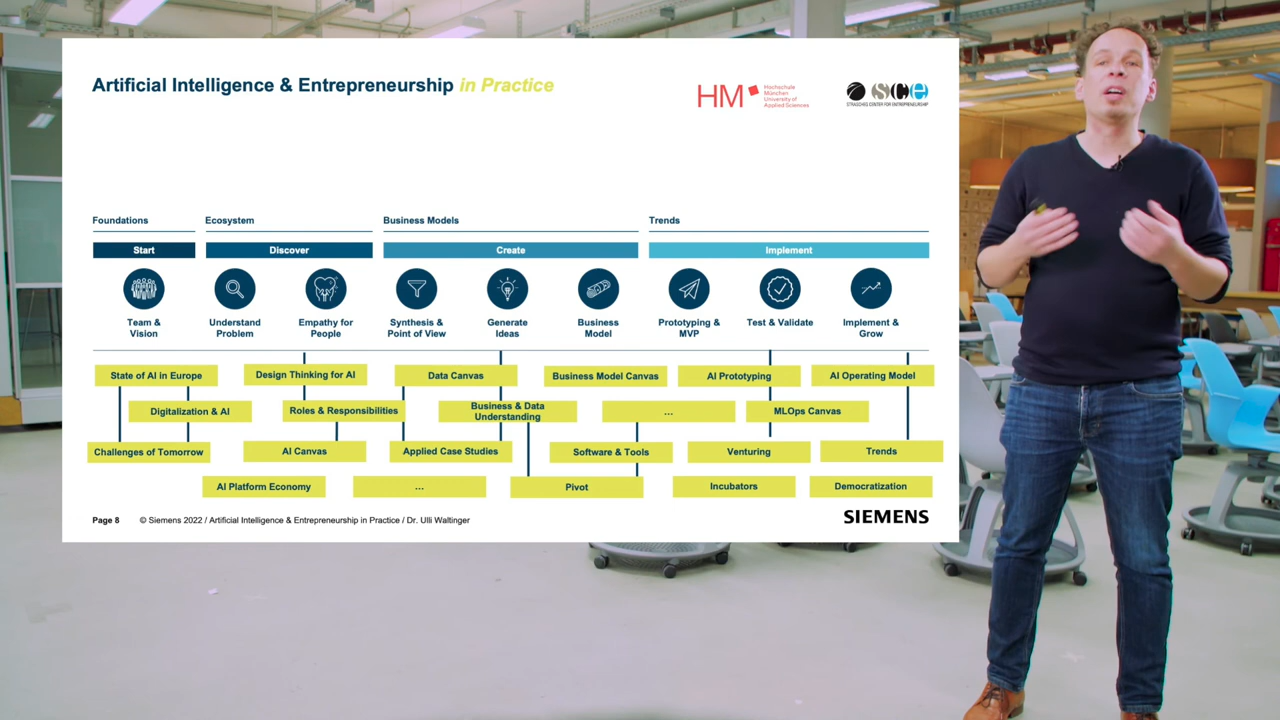 Artificial Intelligence & Entrepreneurship in Practice
HM
Hochschule
München
University of
Applied Sciences
sce
STRASCHEG CENTER FOR ENTREPRENEURSHIP
Foundations
Ecosystem
Business Models
Trends
Start
Discover
Create
Implement
Team &
Vision
Understand
Problem
Empathy for
People
Synthesis &
Point of View
Generate
Ideas
Business
Model
Prototyping &
MVP
Test & Validate
Implement &
Grow
State of AI in Europe
Design Thinking for AI
Data Canvas
Business Model Canvas
AI Prototyping
AI Operating Model
Digitalization & AI
Roles & Responsibilities
Business & Data
Understanding
...
MLOps Canvas
Challenges of Tomorrow
AI Canvas
Applied Case Studies
Software & Tools
Venturing
Trends
AI Platform Economy
...
Pivot
Incubators
Democratization
Page 8
© Siemens 2022 / Artificial Intelligence & Entrepreneurship in Practice / Dr. Ulli Waltinger
SIEMENS